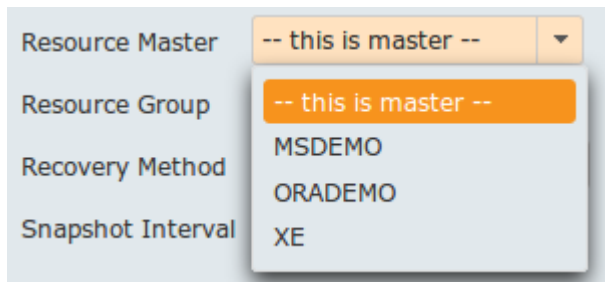 Resource Master -- this is master --
Resource Group -- this is master --
MSDEMO
Recovery Method
ORADEMO
Snapshot Interval XE